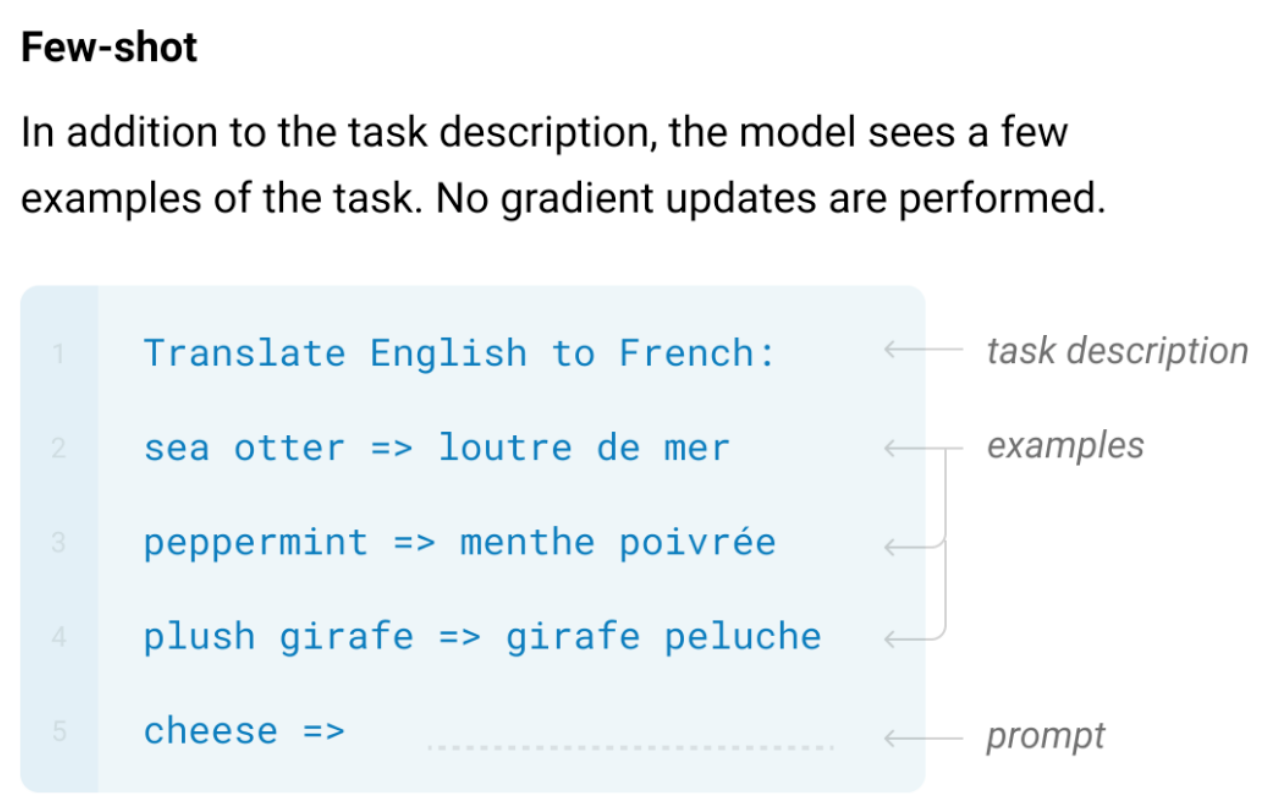 Few-shot
In addition to the task description, the model sees a few
examples of the task. No gradient updates are performed.
1 Translate English to French: task description
2 sea otter => loutre de mer examples
3 peppermint => menthe poivrée
4 plush girafe => girafe peluche
5 cheese => prompt